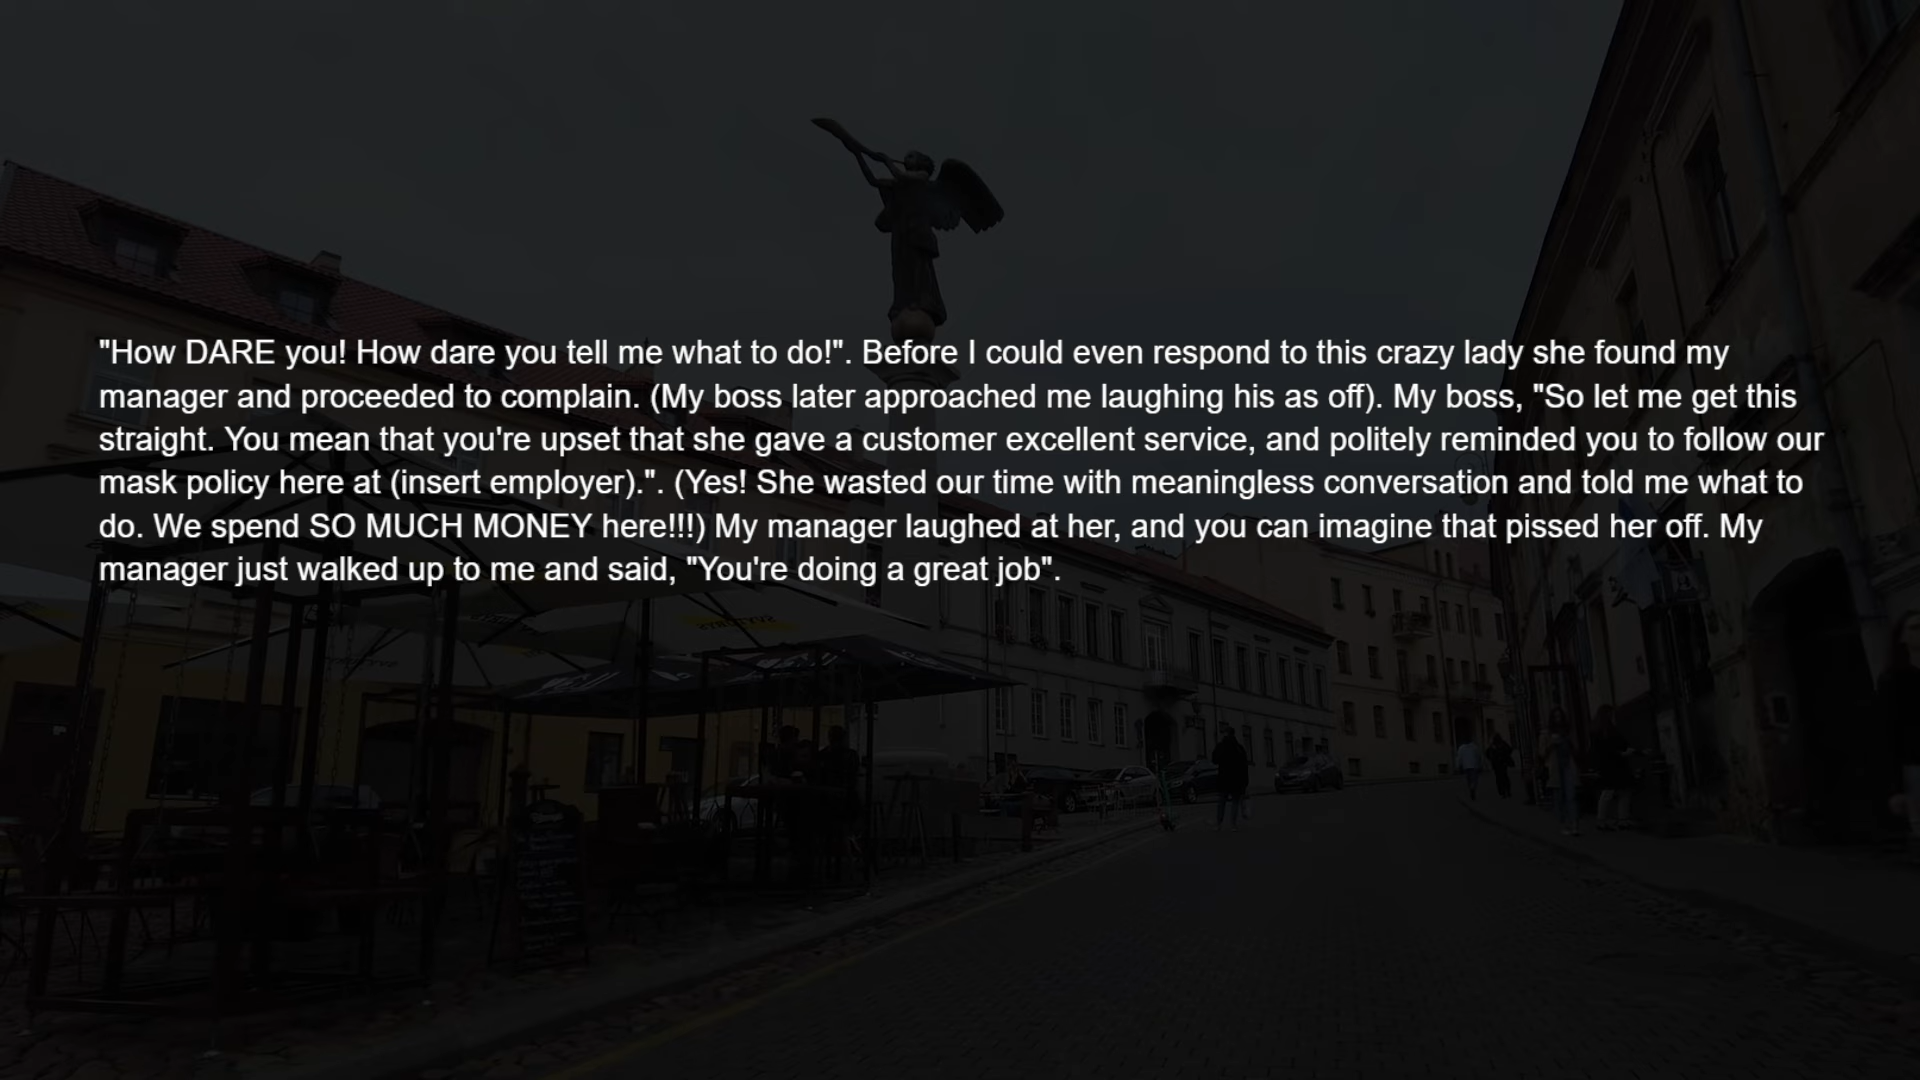 "How DARE you! How dare you tell me what to do!". Before I could even respond to this crazy lady she found my
manager and proceeded to complain. (My boss later approached me laughing his as off). My boss, "So let me get this
straight. You mean that you're upset that she gave a customer excellent service, and politely reminded you to follow our
mask policy here at (insert employer).". (Yes! She wasted our time with meaningless conversation and told me what to
do. We spend SO MUCH MONEY here!!!) My manager laughed at her, and you can imagine that pissed her off. My
manager just walked up to me and said, "You're doing a great job".